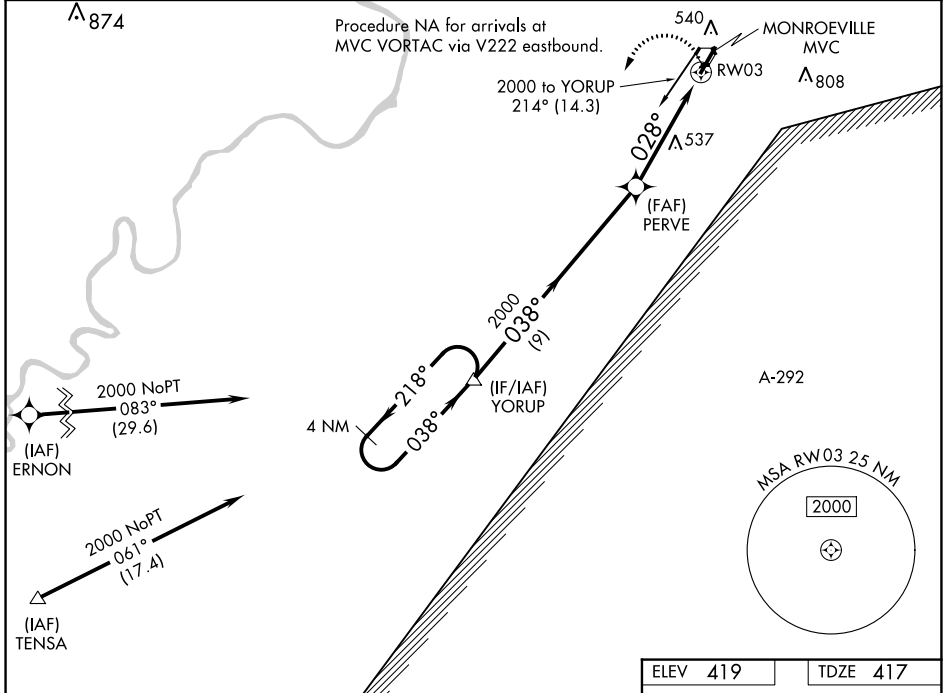 874
Procedure NA for arrivals at
MVC VORTAC via V222 eastbound.
540
MONROEVILLE
MVC
RW03
808
2000 to YORUP
214° (14.3)
028°
537
(FAF)
PERVE
2000
038°
(9)
218°
038°
4 NM
(IF/IAF)
YORUP
A-292
2000 NoPT
083°
(29.6)
(IAF)
ERNON
2000 NoPT
061°
(17.4)
(IAF)
TENSA
MSA RW03 25 NM
2000
ELEV 419
TDZE 417